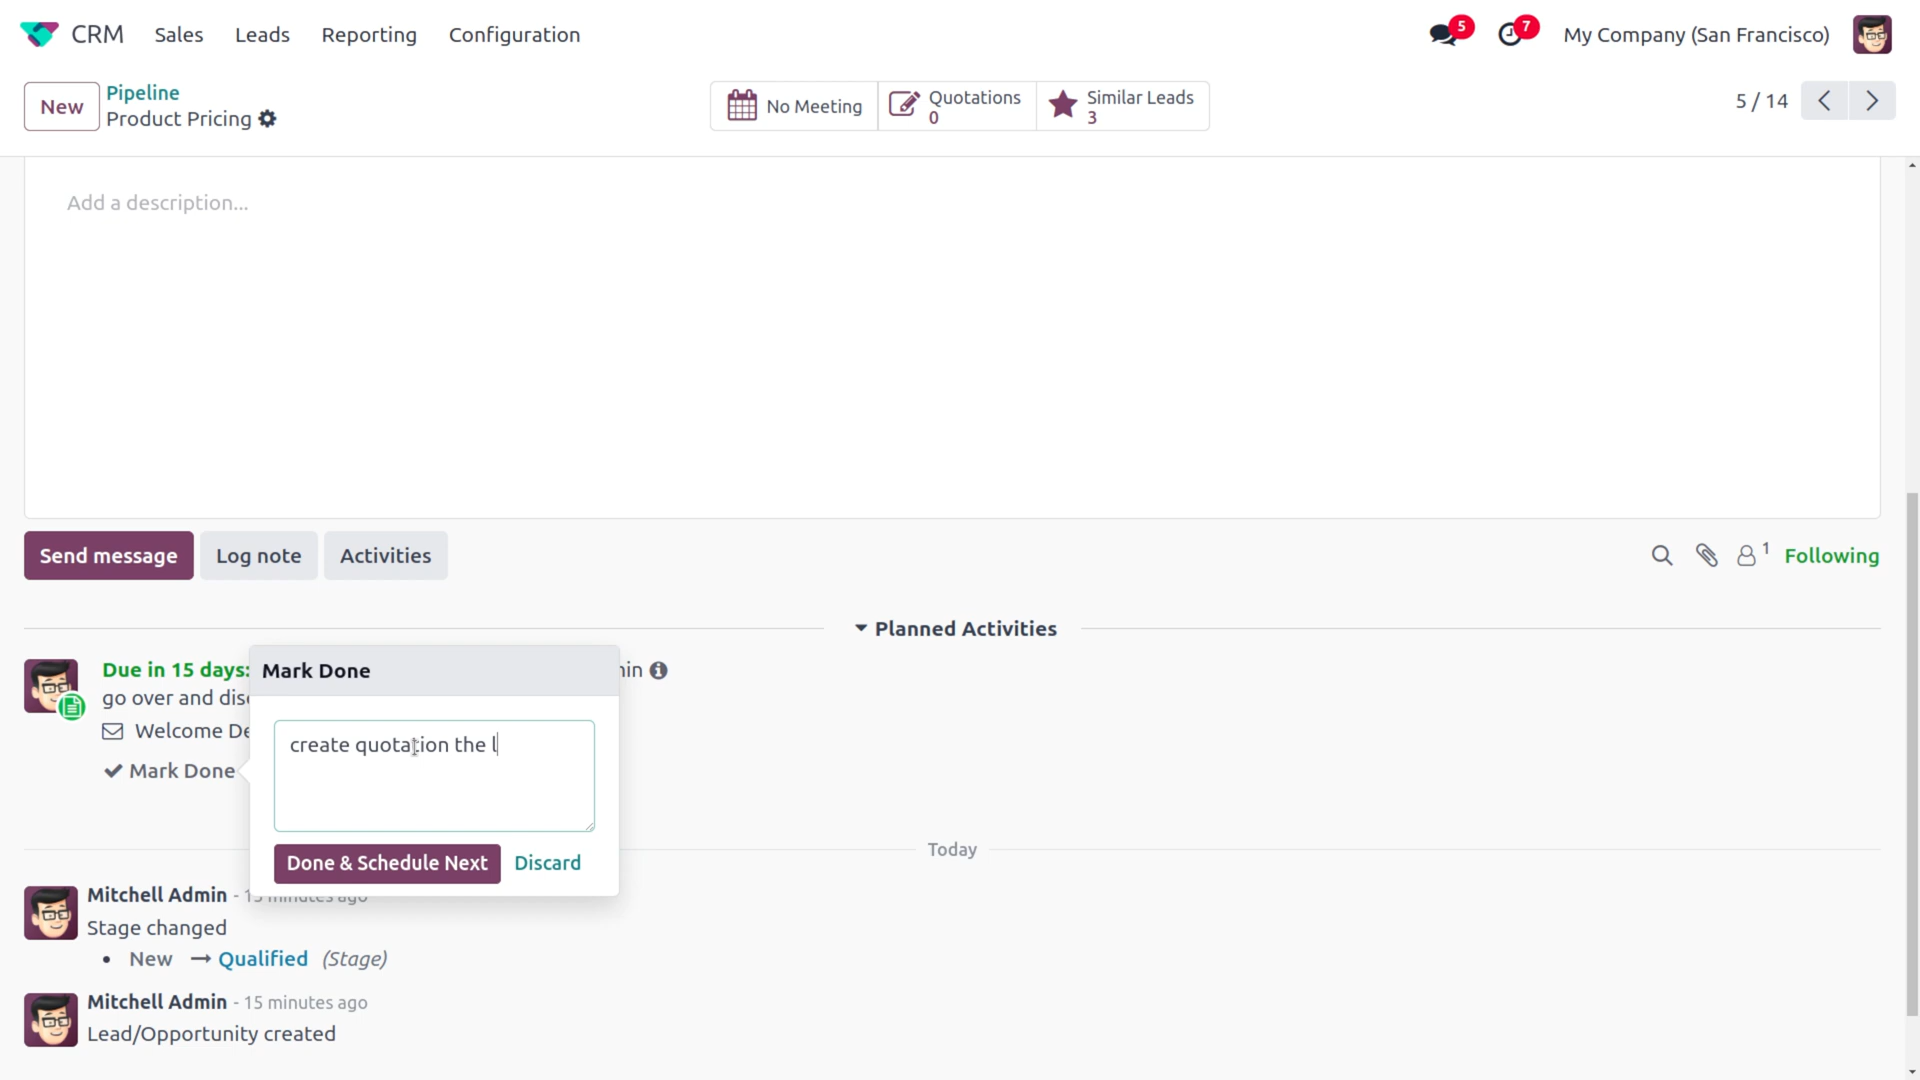 CRM Sales Leads Reporting Configuration 5 7 My Company (San Francisco)
New Pipeline No Meeting Quotations 0 Similar Leads 3 5 / 14
Product Pricing
Add a description...
Send message Log note Activities 1 Following
Planned Activities
Due in 15 days: Mark Done
go over and
Welcome
create quotation the l
Mark Done
Done & Schedule Next Discard
Today
Mitchell Admin - 15 minutes ago
Stage changed
• New → Qualified (Stage)
Mitchell Admin - 15 minutes ago
Lead/Opportunity created